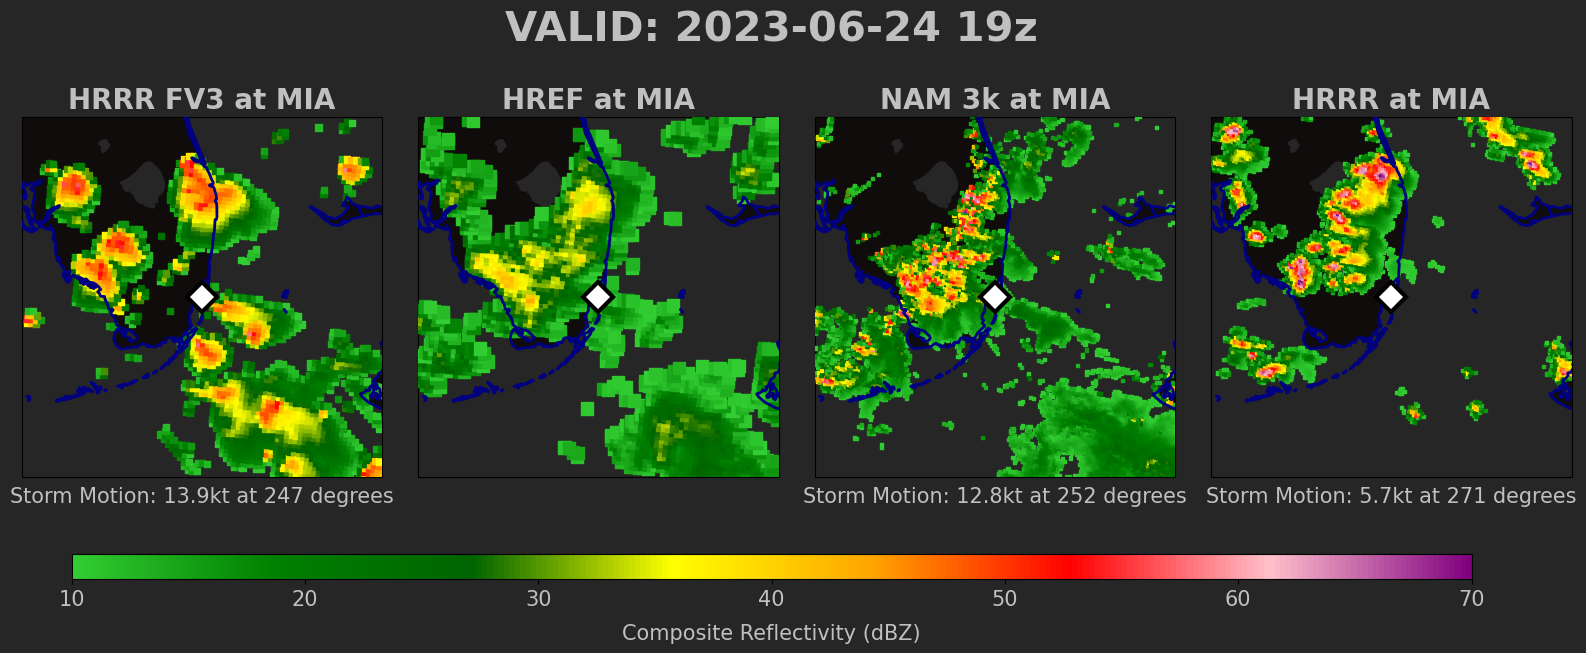 VALID: 2023-06-24 19z
HRRR FV3 at MIA
HREF at MIA
NAM 3k at MIA
HRRR at MIA
Storm Motion: 13.9kt at 247 degrees
Storm Motion: 12.8kt at 252 degrees
Storm Motion: 5.7kt at 271 degrees
10 20 30 40 50 60 70
Composite Reflectivity (dBZ)